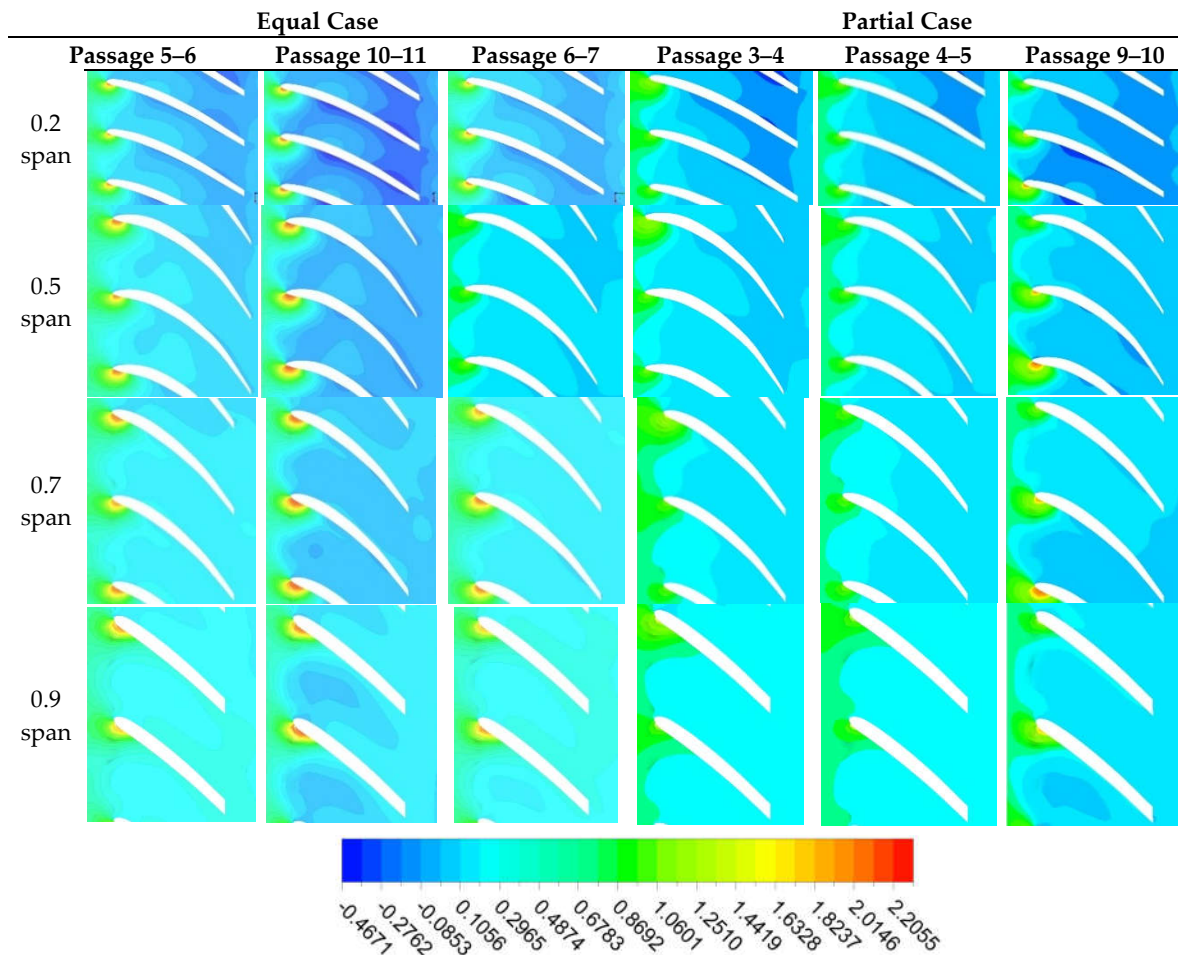 Equal Case Partial Case
Passage 5–6 Passage 10–11 Passage 6–7 Passage 3–4 Passage 4–5 Passage 9–10
0.2
span
0.5
span
0.7
span
0.9
span
-0.4671 -0.2762 -0.0853 0.1056 0.2965 0.4874 0.6783 0.8692 1.0601 1.2510 1.4419 1.6328 1.8237 2.0146 2.2055